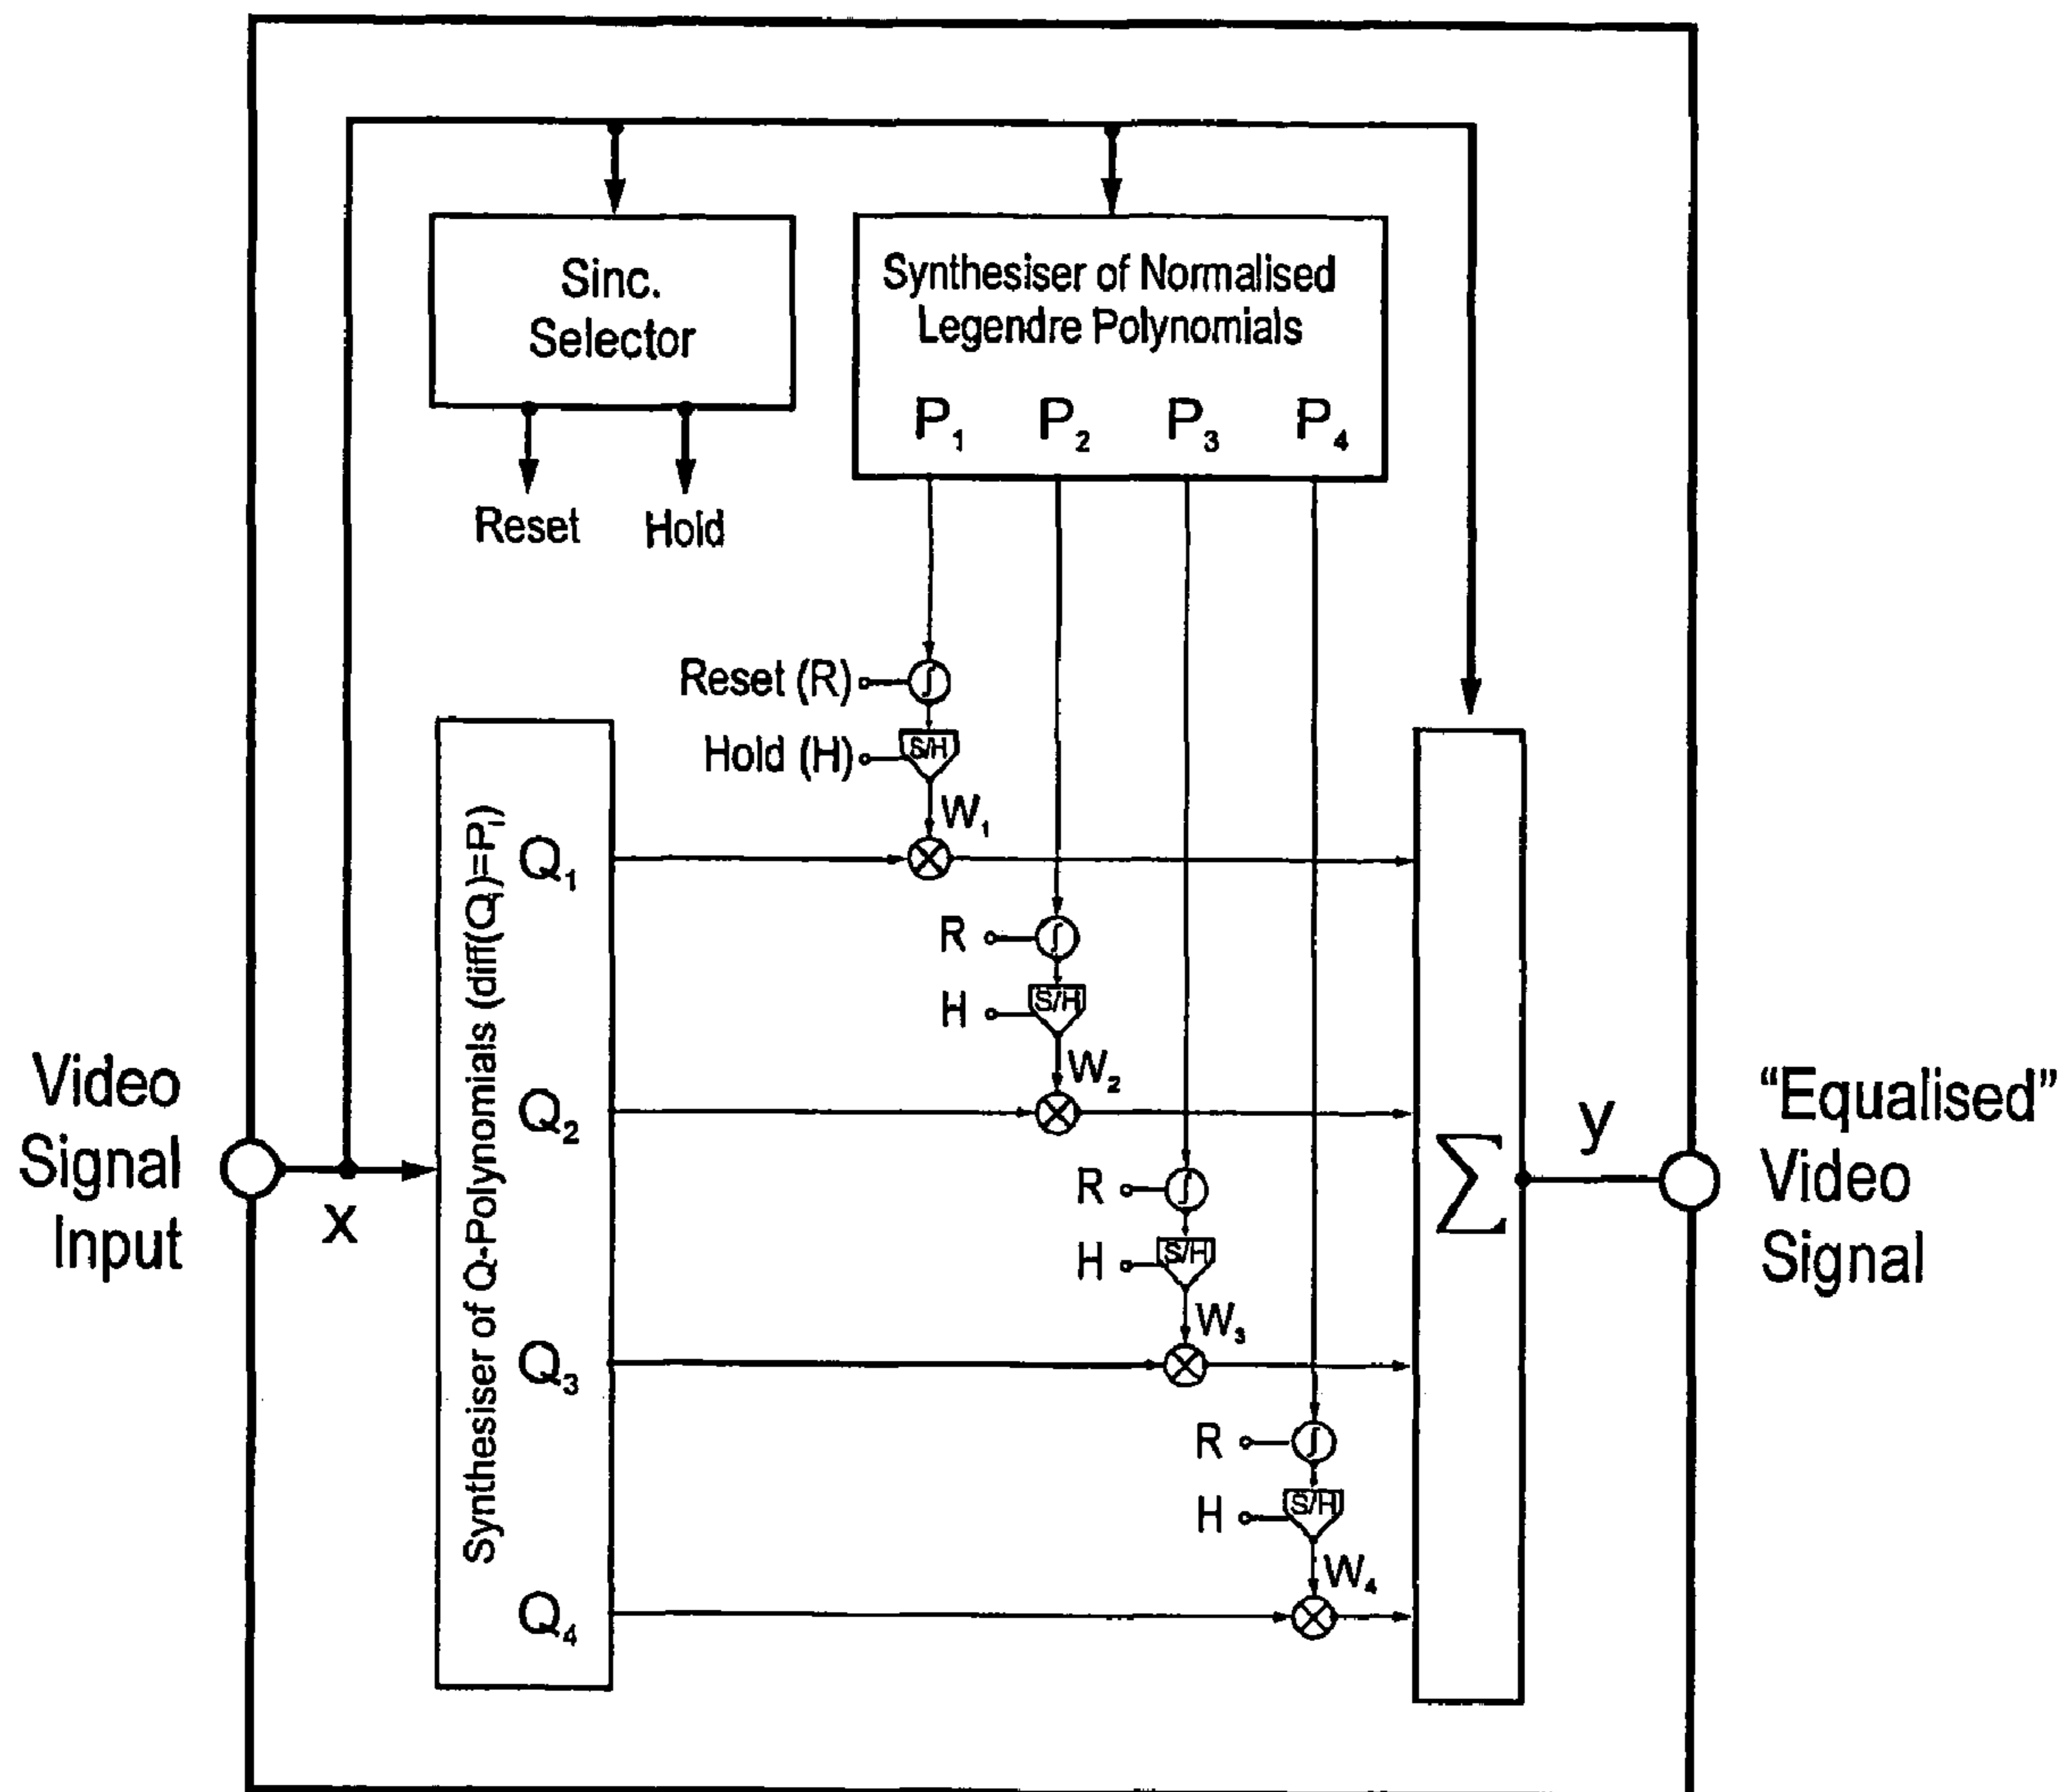 Sinc.
Selector
Reset
Hold
Synthesiser of Normalised
Legendre Polynomials
P1 P2 P3 P4
Reset (R)
∫
Hold (H)
S/H
W1
R
∫
H
S/H
W2
R
∫
H
S/H
W3
R
∫
H
S/H
W4
Synthesiser of Q-Polynomials (diff(Qi)=Pi)
Q1
Q2
Q3
Q4
Video
Signal
Input
x
∑
y
“Equalised”
Video
Signal